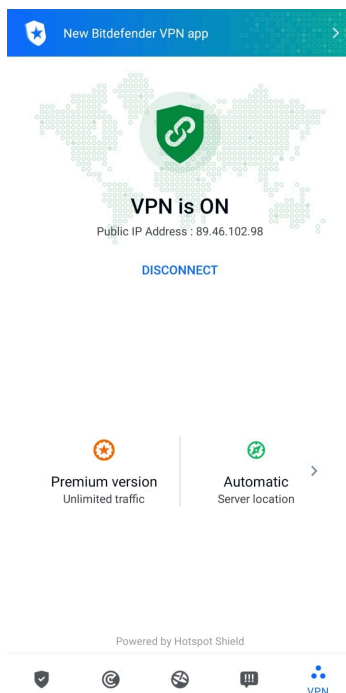 New Bitdefender VPN app
VPN is ON
Public IP Address : 89.46.102.98
DISCONNECT
Premium version
Unlimited traffic
Automatic
Server location
Powered by Hotspot Shield
VPN